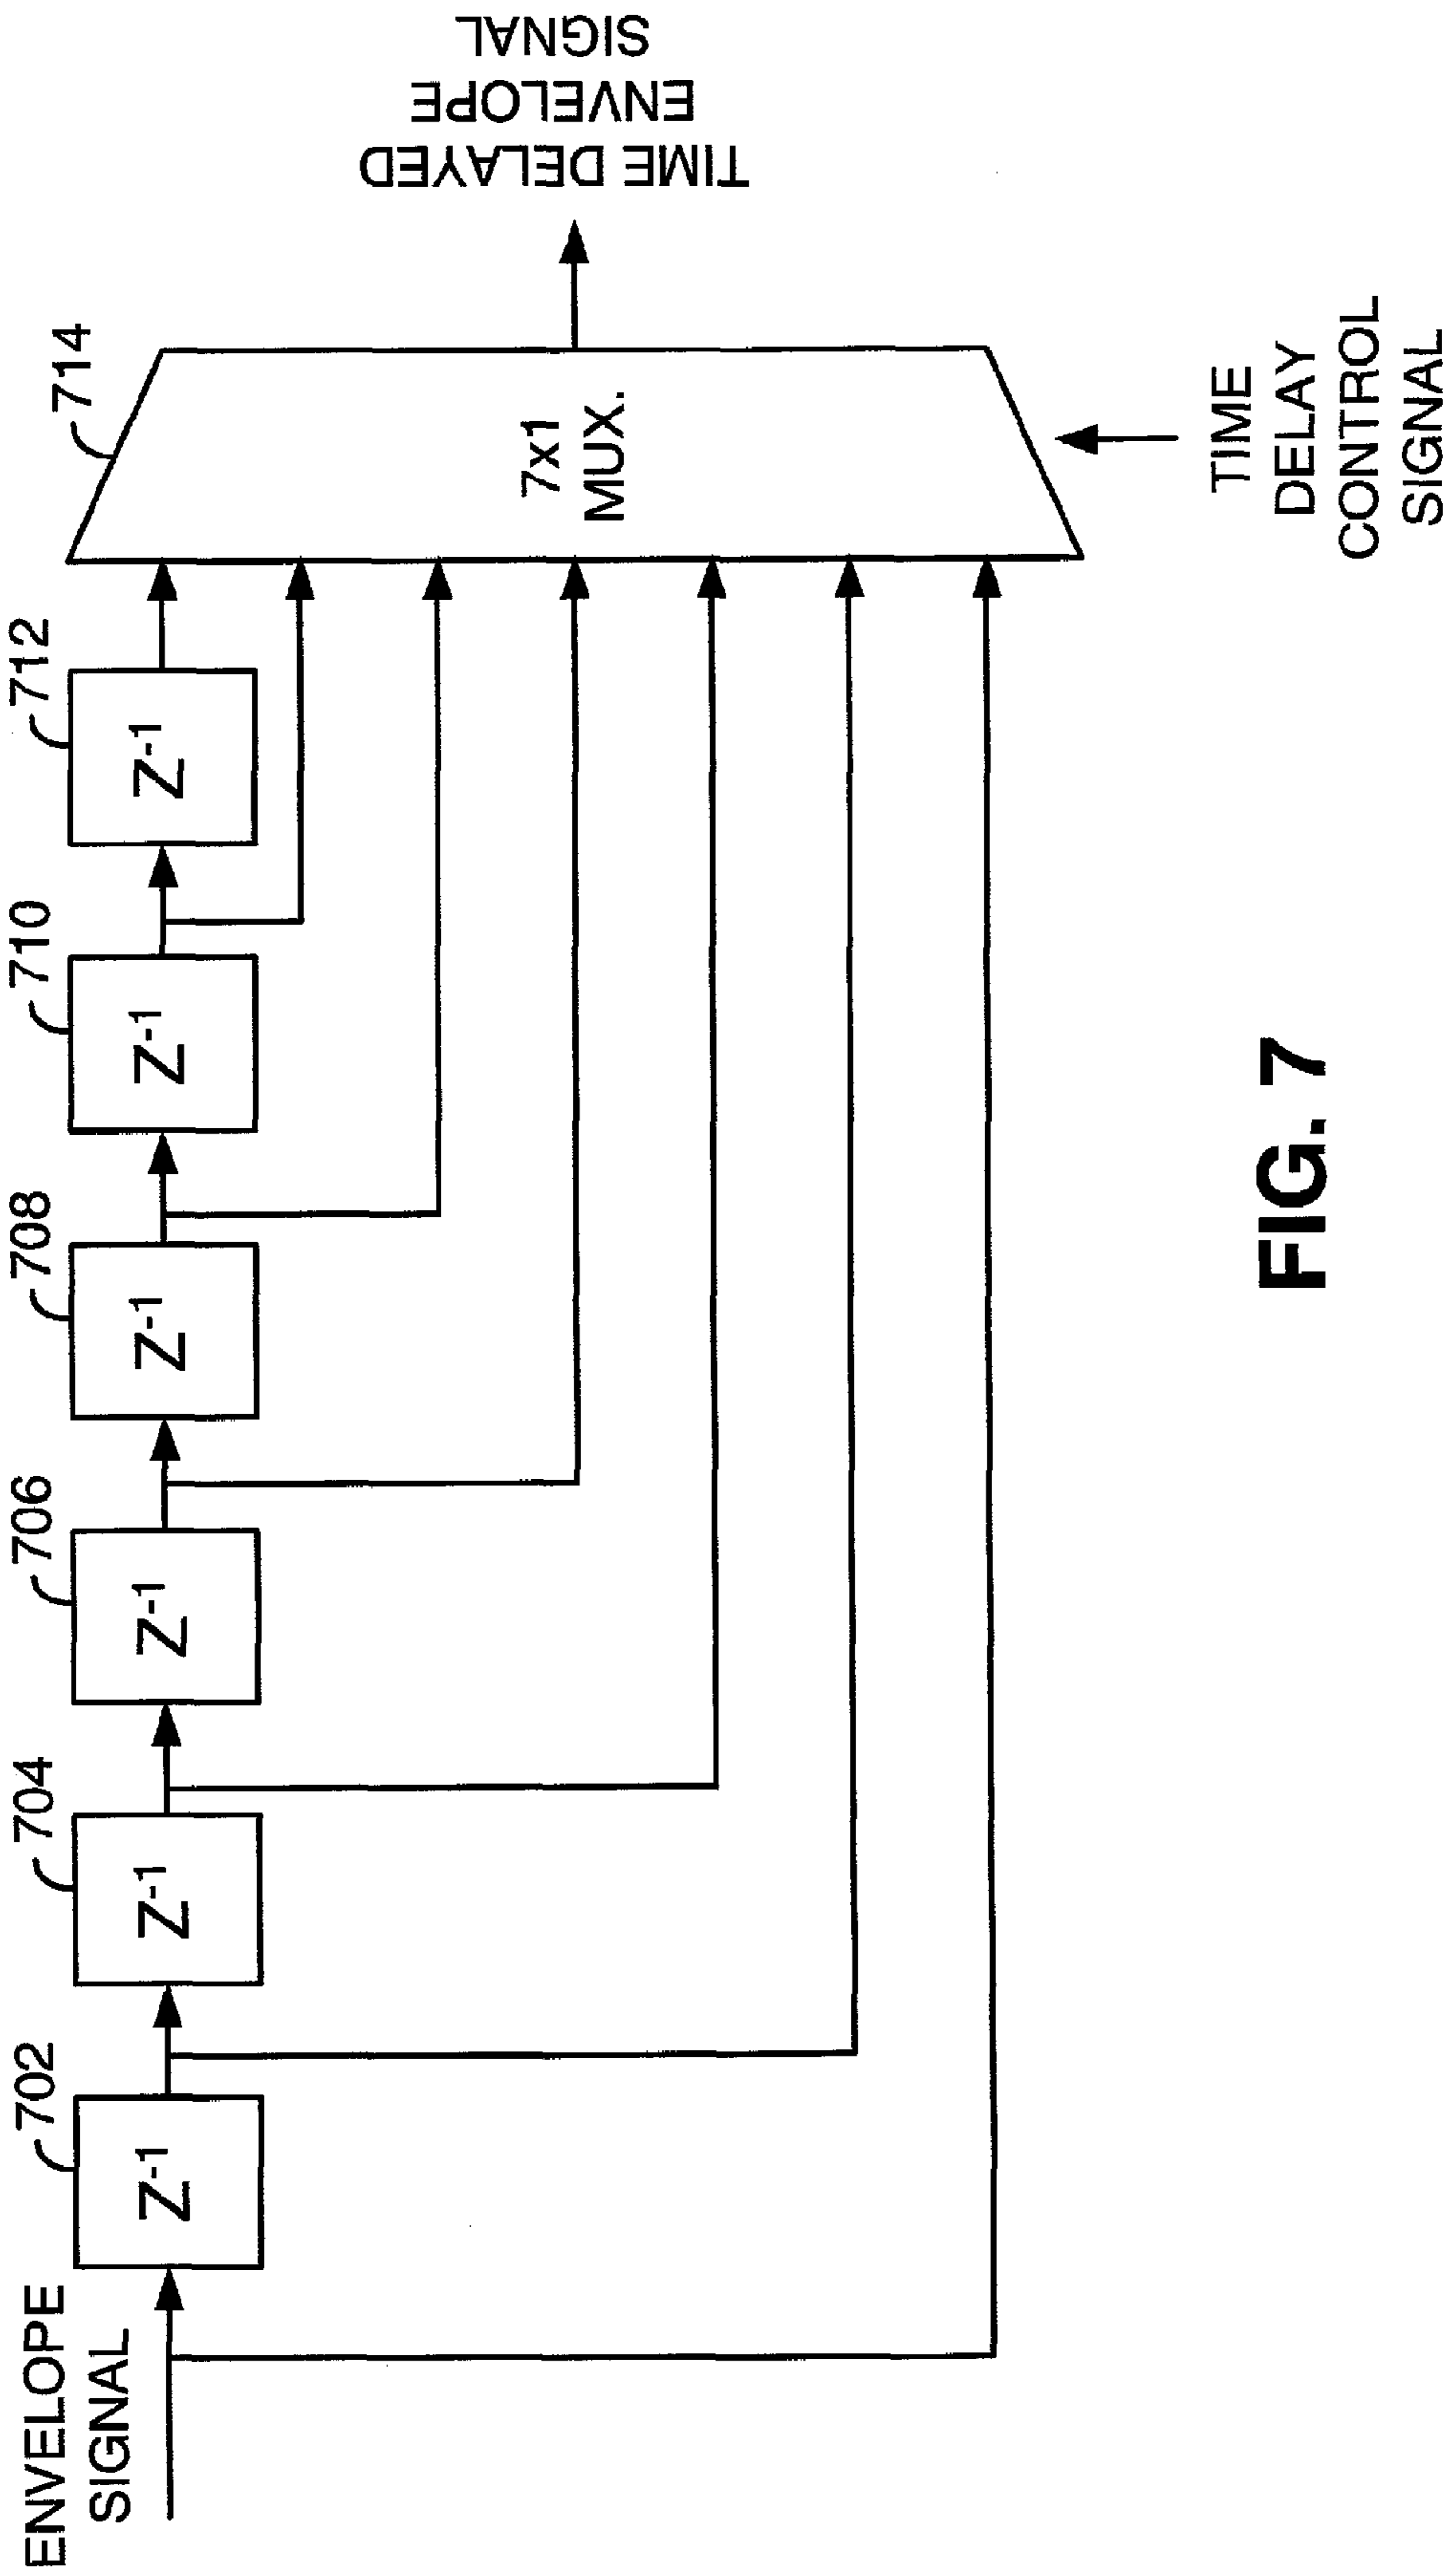 ENVELOPE
SIGNAL
702
Z-1
704
Z-1
706
Z-1
708
Z-1
710
Z-1
712
Z-1
714
7x1
MUX.
TIME DELAYED
ENVELOPE
SIGNAL
TIME
DELAY
CONTROL
SIGNAL
FIG. 7